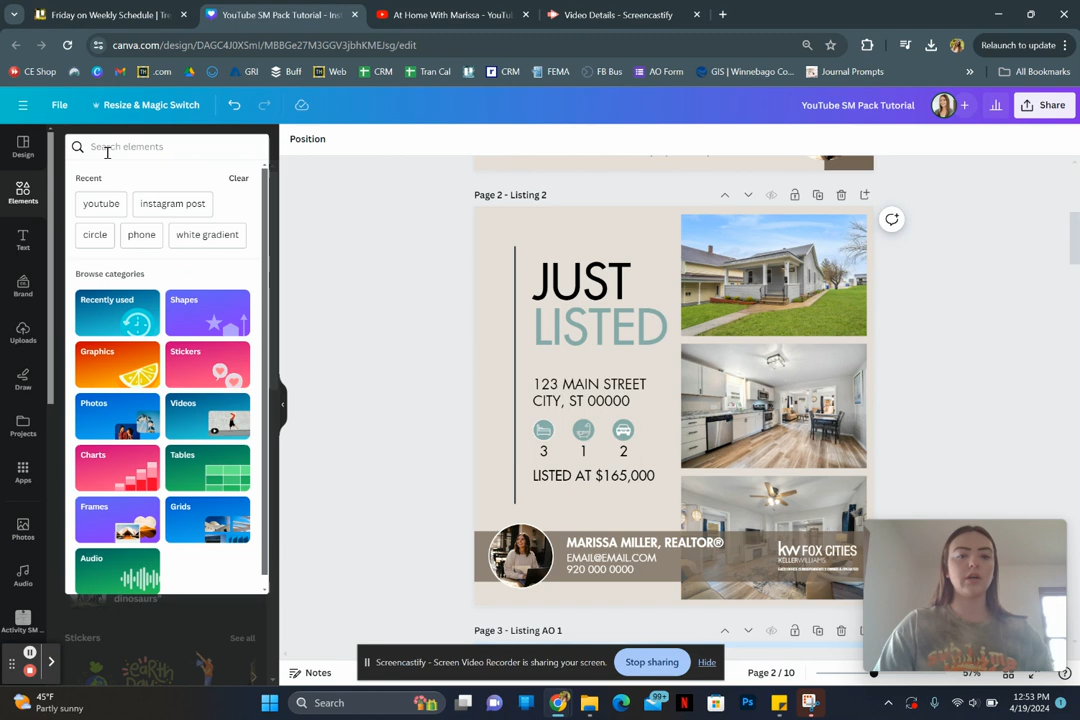 Friday on Weekly Schedule | Tre
YouTube SM Pack Tutorial - Inst
At Home With Marissa - YouTu
Video Details - Screencastify
canva.com/design/DAGC4J0XSmI/MBBGe27M3GGV3jbhKMEJsg/edit
Relaunch to update
CE Shop
.com
GRI
Buff
Web
CRM
Tran Cal
CRM
FEMA
FB Bus
AO Form
GIS | Winnebago Co...
Journal Prompts
All Bookmarks
File
Resize & Magic Switch
YouTube SM Pack Tutorial
Share
Design
Elements
Text
Brand
Uploads
Draw
Projects
Apps
Photos
Audio
Activity SM ...
Search elements
Recent
Clear
youtube
instagram post
circle
phone
white gradient
Browse categories
Recently used
Shapes
Graphics
Stickers
Photos
Videos
Charts
Tables
Frames
Grids
Audio
dinosaurs
Stickers
See all
Position
Page 2 - Listing 2
JUST
LISTED
123 MAIN STREET
CITY, ST 00000
3 1 2
LISTED AT $165,000
MARISSA MILLER, REALTOR®
EMAIL@EMAIL.COM
920 000 0000
kw FOX CITIES
KELLERWILLIAMS.
Page 3 - Listing AO 1
Screencastify - Screen Video Recorder is sharing your screen.
Stop sharing
Hide
Notes
Page 2 / 10
57%
45°F
Partly sunny
Search
99+
12:53 PM
4/19/2024